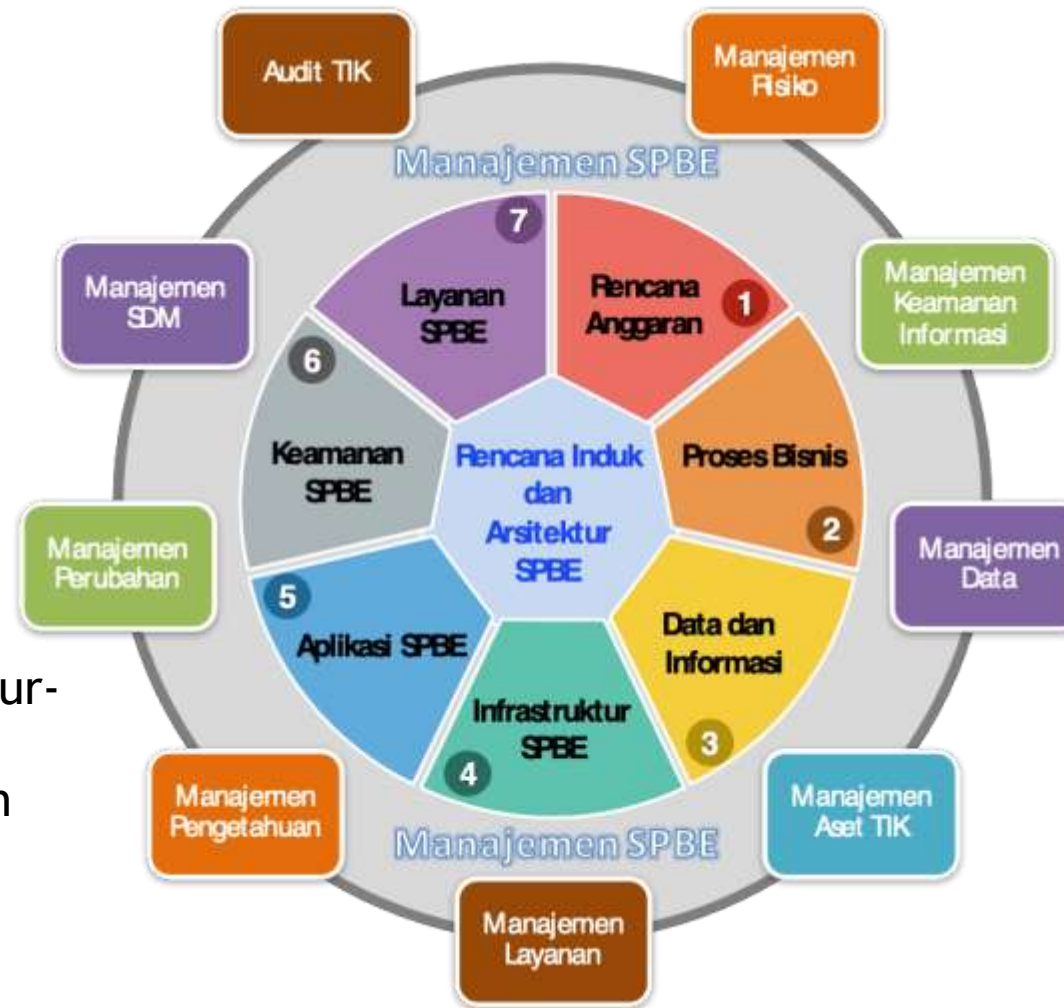 Audit TIK
Manajemen
Risiko
Manajemen SPBE
Manajemen
SDM
7
Layanan
SPBE
Rencana
Anggaran
1
Manajemen
Keamanan
Informasi
6
Keamanan
SPBE
Rencana Induk
dan
Arsitektur
SPBE
Proses Bisnis
2
Manajemen
Perubahan
Manajemen
Data
5
Aplikasi SPBE
Data dan
Informasi
3
ur-
n
Infrastruktur
SPBE
4
Manajemen
Pengetahuan
Manajemen
Aset TIK
Manajemen SPBE
Manajemen
Layanan